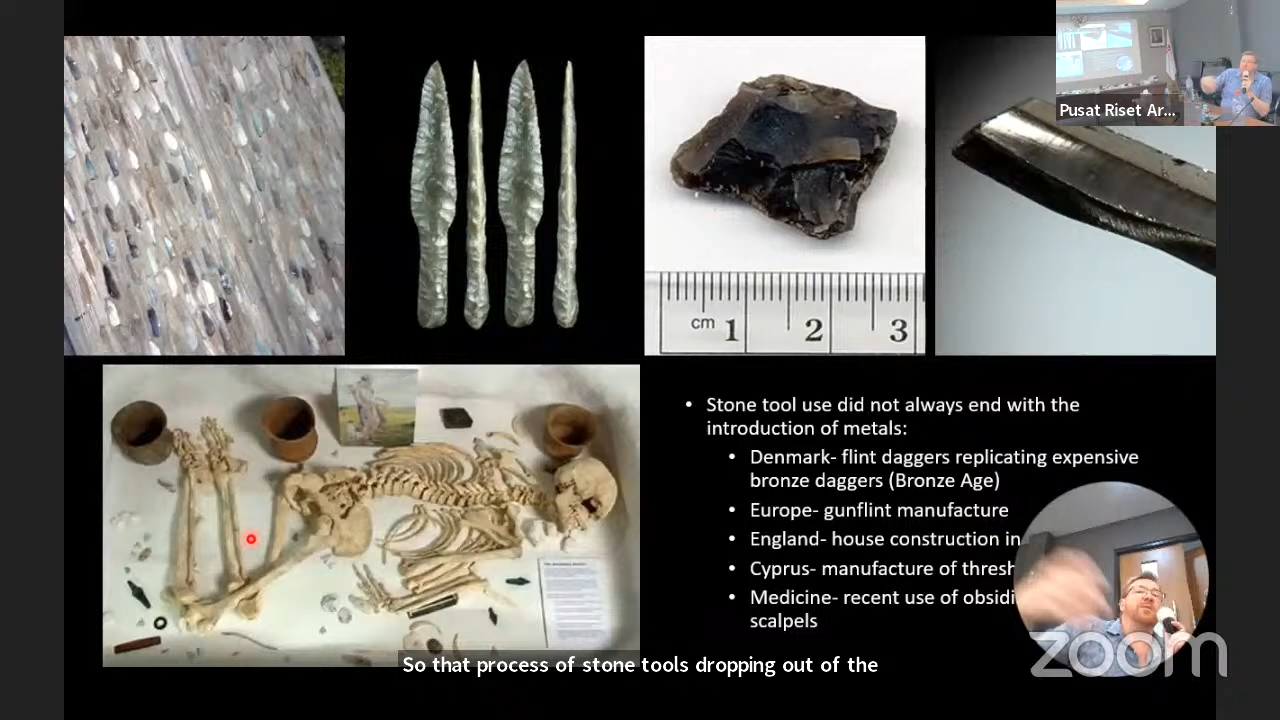 Pusat Riset Ar...
cm 1 2 3
• Stone tool use did not always end with the
introduction of metals:
• Denmark- flint daggers replicating expensive
bronze daggers (Bronze Age)
• Europe- gunflint manufacture
• England- house construction in
• Cyprus- manufacture of thresh
• Medicine- recent use of obsidi
scalpels
zoom
So that process of stone tools dropping out of the